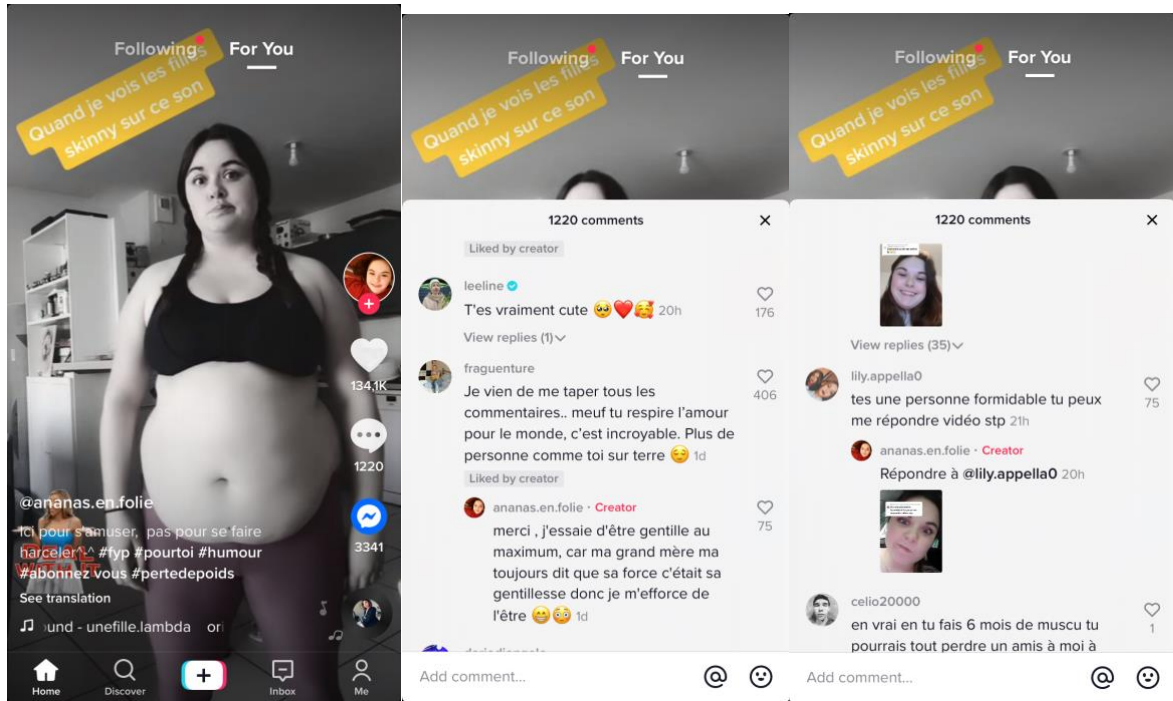 Following For You
Quand je vois les filles
skinny sur ce son
134.1K
1220
3341
@ananas.en.folie
Ici pour s'amuser, pas pour se faire
harceler^^ #fyp #pourtoi #humour
#abonnez vous #pertedepoids
See translation
und - unefille.lambda ori
Home
Discover
Inbox
Me
Following For You
Quand je vois les filles
skinny sur ce son
1220 comments
Liked by creator
leeline
T'es vraiment cute 🥺❤️🥰 20h
176
View replies (1)
fraguenture
Je vien de me taper tous les
commentaires.. meuf tu respire l'amour
pour le monde, c'est incroyable. Plus de
personne comme toi sur terre 😌 1d
406
Liked by creator
ananas.en.folie · Creator
merci , j'essaie d'être gentille au
maximum, car ma grand mère ma
toujours dit que sa force c'était sa
gentillesse donc je m'efforce de
l'être 😁😳 1d
75
Add comment...
Following For You
Quand je vois les filles
skinny sur ce son
1220 comments
View replies (35)
lily.appella0
tes une personne formidable tu peux
me répondre vidéo stp 21h
75
ananas.en.folie · Creator
Répondre à @lily.appella0 20h
celio20000
en vrai en tu fais 6 mois de muscu tu
pourrais tout perdre un amis à moi à
1
Add comment...